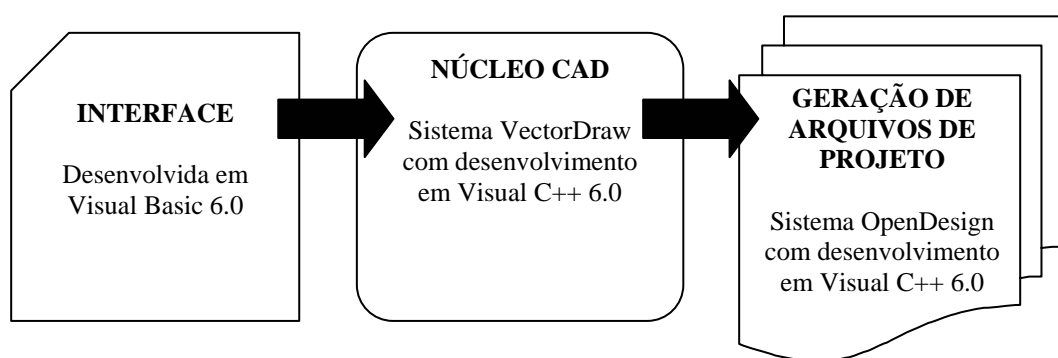 INTERFACE
Desenvolvida em
Visual Basic 6.0
NÚCLEO CAD
Sistema VectorDraw
com desenvolvimento
em Visual C++ 6.0
GERAÇÃO DE
ARQUIVOS DE
PROJETO
Sistema OpenDesign
com desenvolvimento
em Visual C++ 6.0